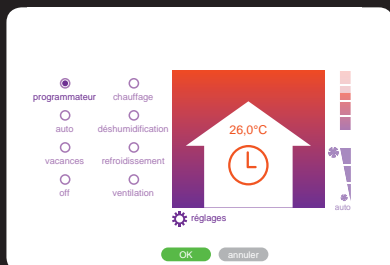 programmateur chauffage
auto déshumidification
vacances refroidissement
off ventilation
26,0°C
réglages
auto
OK annuler